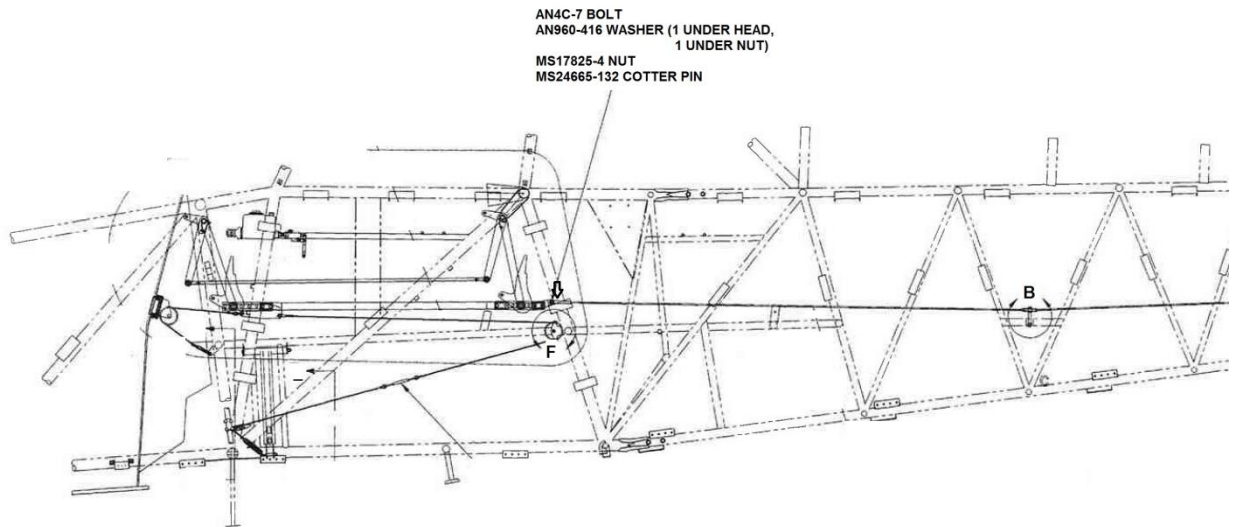 AN4C-7 BOLT
AN960-416 WASHER (1 UNDER HEAD,
1 UNDER NUT)
MS17825-4 NUT
MS24665-132 COTTER PIN
B
F
C